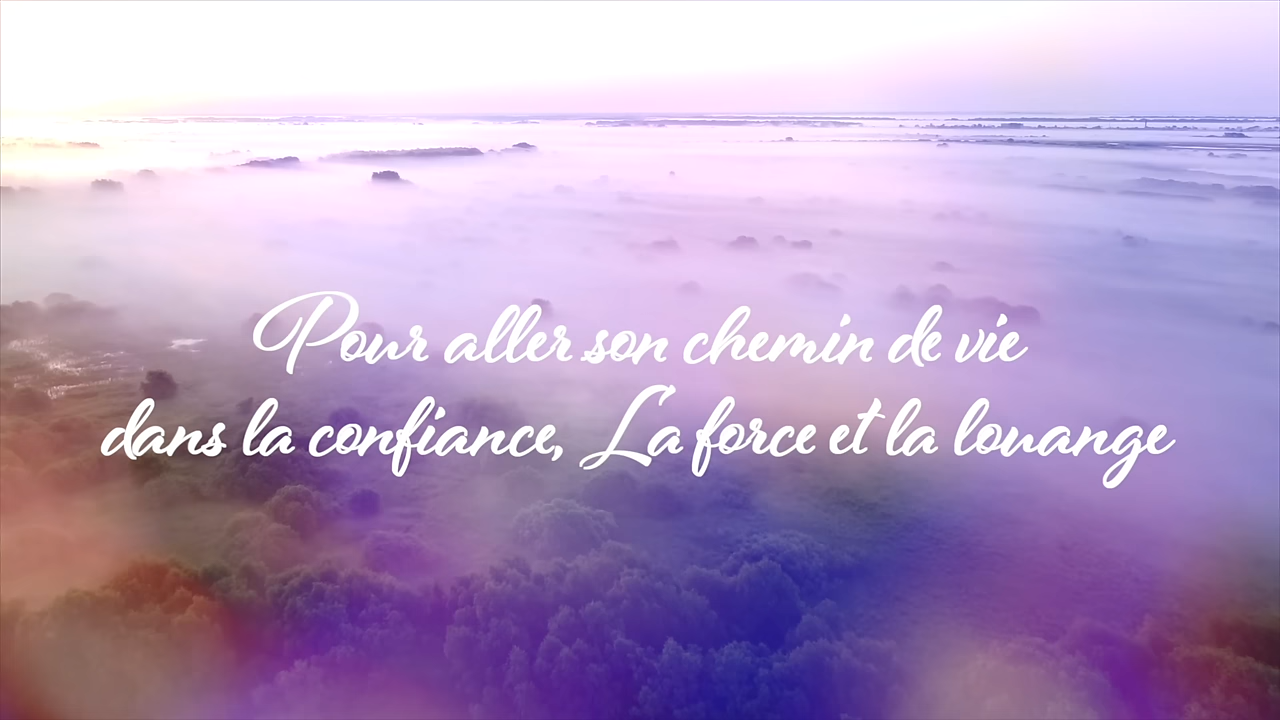 Pour aller son chemin de vie
dans la confiance, La force et la louange